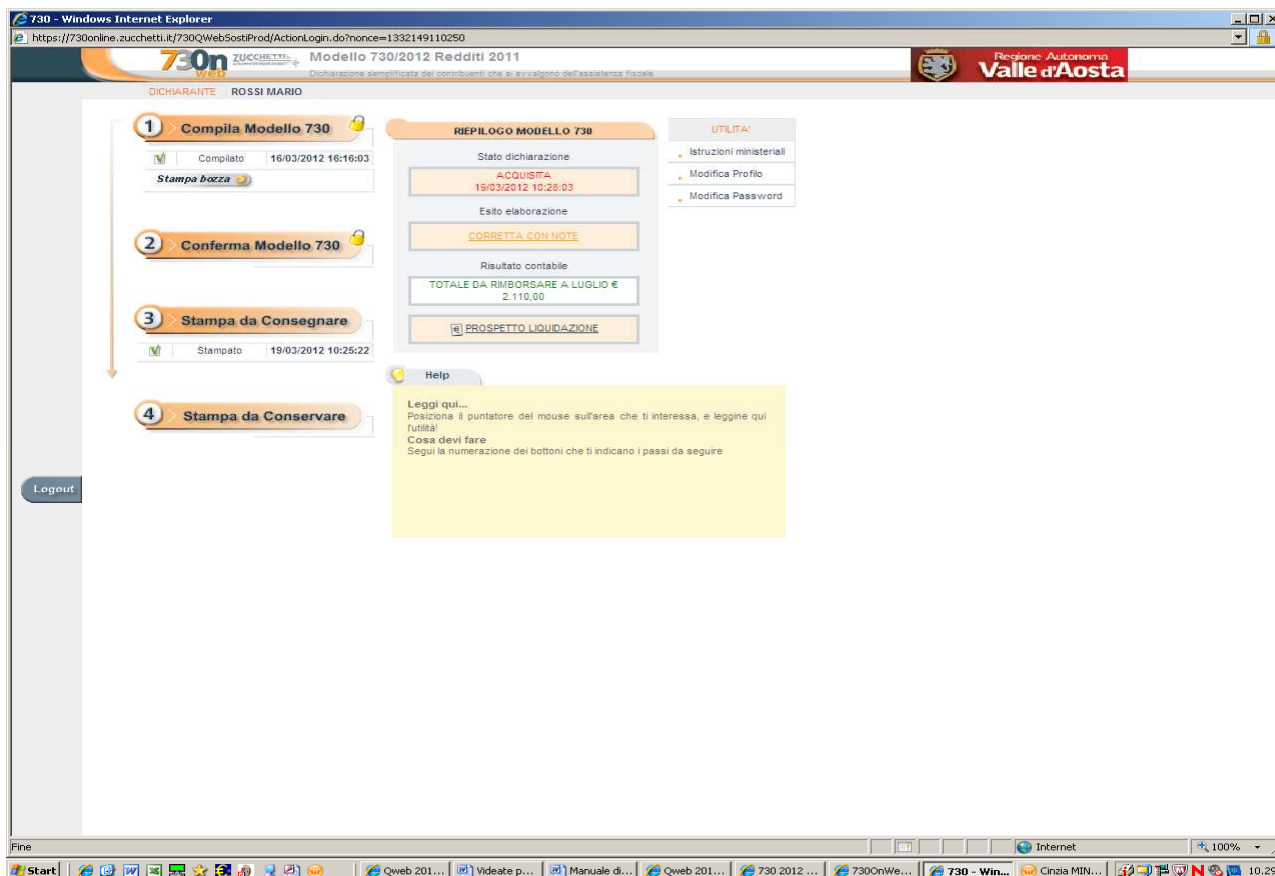 730 - Windows Internet Explorer
https://730online.zucchetti.it/730QWebSostiProd/ActionLogin.do?nonce=1332149110250
730n web ZUCCHETTI Modello 730/2012 Redditi 2011
Dichiarazione semplificata dei contribuenti che si avvalgono dell'assistenza fiscale
Regione Autonoma
Valle d'Aosta
DICHIARANTE ROSSI MARIO
1 Compila Modello 730
Compilato 16/03/2012 16:16:03
Stampa bozza
2 Conferma Modello 730
3 Stampa da Consegnare
Stampato 19/03/2012 10:25:22
4 Stampa da Conservare
Logout
RIEPILOGO MODELLO 730
Stato dichiarazione
ACQUISITA
19/03/2012 10:28:03
Esito elaborazione
CORRETTA CON NOTE
Risultato contabile
TOTALE DA RIMBORSARE A LUGLIO €
2.110,00
€ PROSPETTO LIQUIDAZIONE
UTILITA'
Istruzioni ministeriali
Modifica Profilo
Modifica Password
Help
Leggi qui...
Posiziona il puntatore del mouse sull'area che ti interessa, e leggine qui
l'utilità!
Cosa devi fare
Segui la numerazione dei bottoni che ti indicano i passi da seguire
Fine Internet 100%
Start Qweb 201... Videate p... Manuale di... Qweb 201... 730 2012 ... 730OnWe... 730 - Win... Cinzia MIN... 10.29